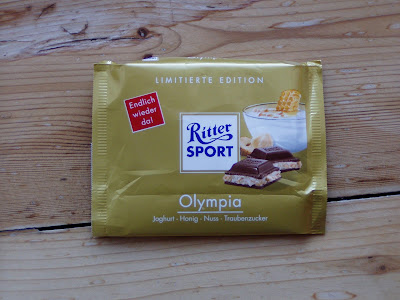 LIMITIERTE EDITION
Endlich
wieder
da!
Ritter
SPORT
Olympia
Joghurt · Honig · Nuss · Traubenzucker